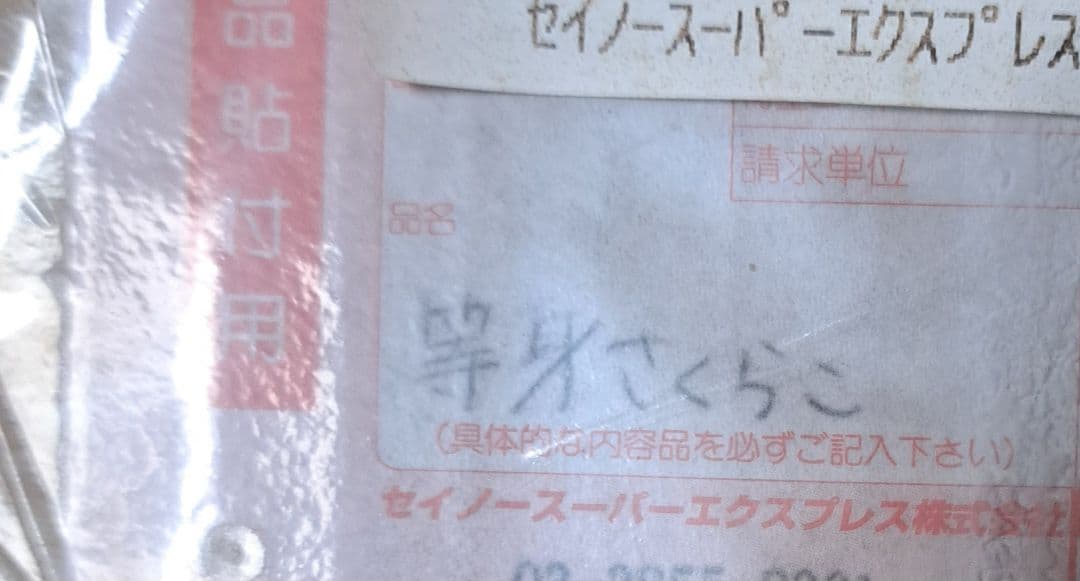 セイノースーパーエクスプレス
品貼付用
請求単位
品名
等身さくらこ
(具体的な内容品を必ずご記入下さい)
セイノースーパーエクスプレス株式会社